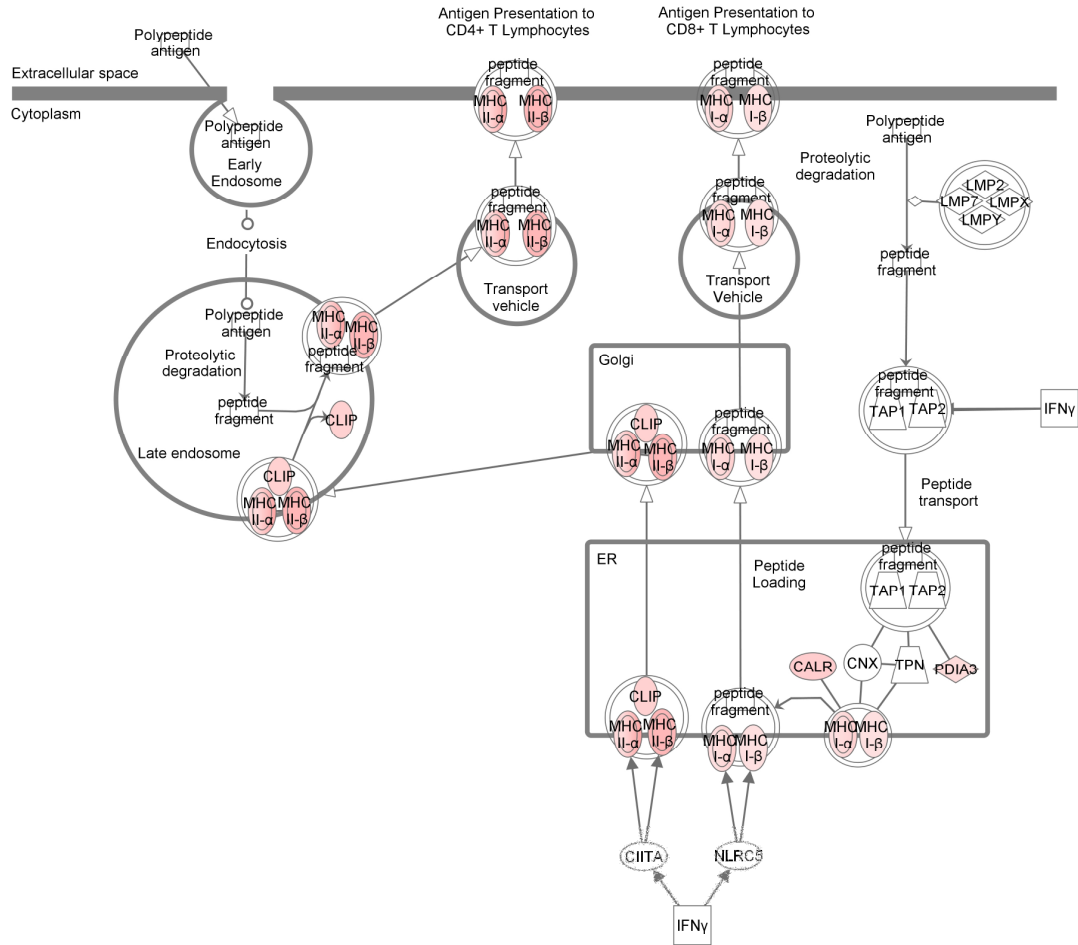 Antigen Presentation to
CD4+ T Lymphocytes
Antigen Presentation to
CD8+ T Lymphocytes
Polypeptide
antigen
Extracellular space
Cytoplasm
peptide
fragment
MHC
II-α
MHC
II-β
peptide
fragment
MHC
I-α
MHC
I-β
Polypeptide
antigen
Early
Endosome
Polypeptide
antigen
Proteolytic
degradation
LMP2
LMP7
LMPX
LMPY
peptide
fragment
MHC
II-α
MHC
II-β
Transport
vehicle
peptide
fragment
MHC
I-α
MHC
I-β
Transport
Vehicle
Endocytosis
peptide
fragment
Polypeptide
antigen
Proteolytic
degradation
peptide
fragment
MHC
II-α
MHC
II-β
peptide
fragment
CLIP
Late endosome
CLIP
MHC
II-α
MHC
II-β
Golgi
CLIP
MHC
II-α
MHC
II-β
peptide
fragment
MHC
I-α
MHC
I-β
peptide
fragment
TAP1
TAP2
IFNγ
Peptide
transport
ER
Peptide
Loading
peptide
fragment
TAP1
TAP2
CALR
CNX
TPN
PDIA3
CLIP
MHC
II-α
MHC
II-β
peptide
fragment
MHC
I-α
MHC
I-β
MHC
I-α
MHC
I-β
CIITA
NLRC5
IFNγ